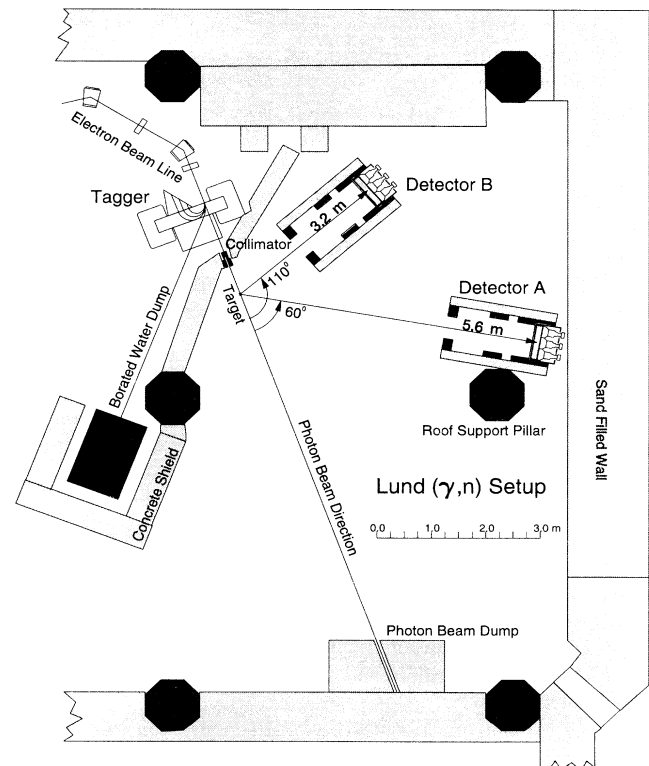 Electron Beam Line
Tagger
Detector B
3.2 m
Collimator
110°
Target
60°
Detector A
5.6 m
Borated Water Dump
Roof Support Pillar
Sand Filled Wall
Concrete Shield
Photon Beam Direction
Lund (γ,n) Setup
0,0 1,0 2,0 3,0 m
Photon Beam Dump